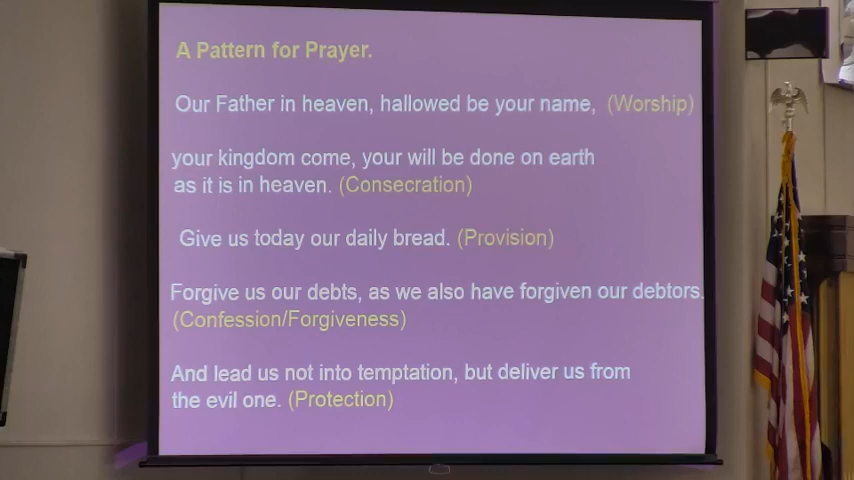 A Pattern for Prayer.
Our Father in heaven, hallowed be your name, (Worship)
your kingdom come, your will be done on earth
as it is in heaven. (Consecration)
Give us today our daily bread. (Provision)
Forgive us our debts, as we also have forgiven our debtors.
(Confession/Forgiveness)
And lead us not into temptation, but deliver us from
the evil one. (Protection)